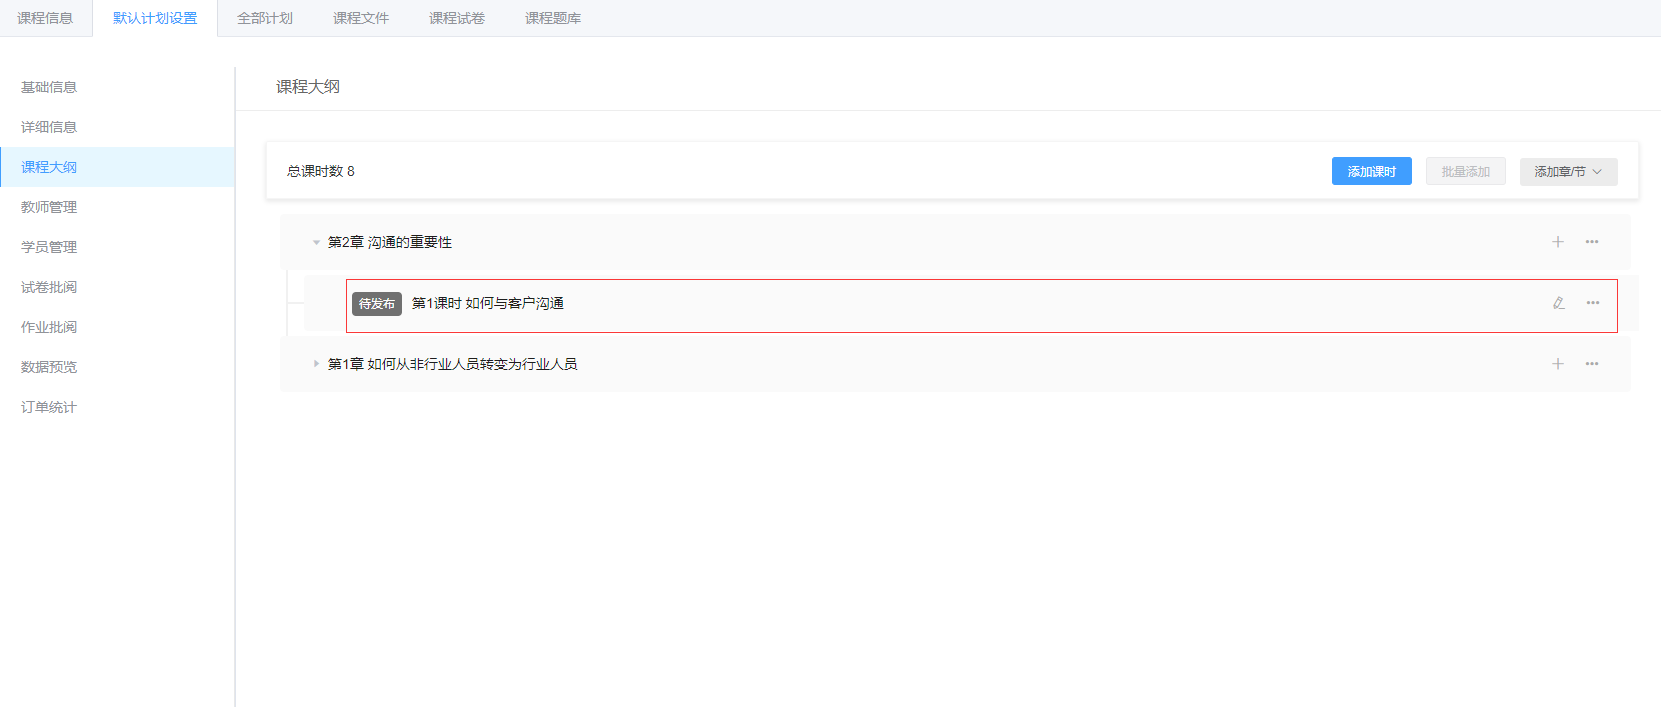 课程信息 默认计划设置 全部计划 课程文件 课程试卷 课程题库
基础信息
详细信息
课程大纲
教师管理
学员管理
试卷批阅
作业批阅
数据预览
订单统计
课程大纲
总课时数 8 添加课时 批量添加 添加章/节
第2章 沟通的重要性
待发布 第1课时 如何与客户沟通
第1章 如何从非行业人员转变为行业人员